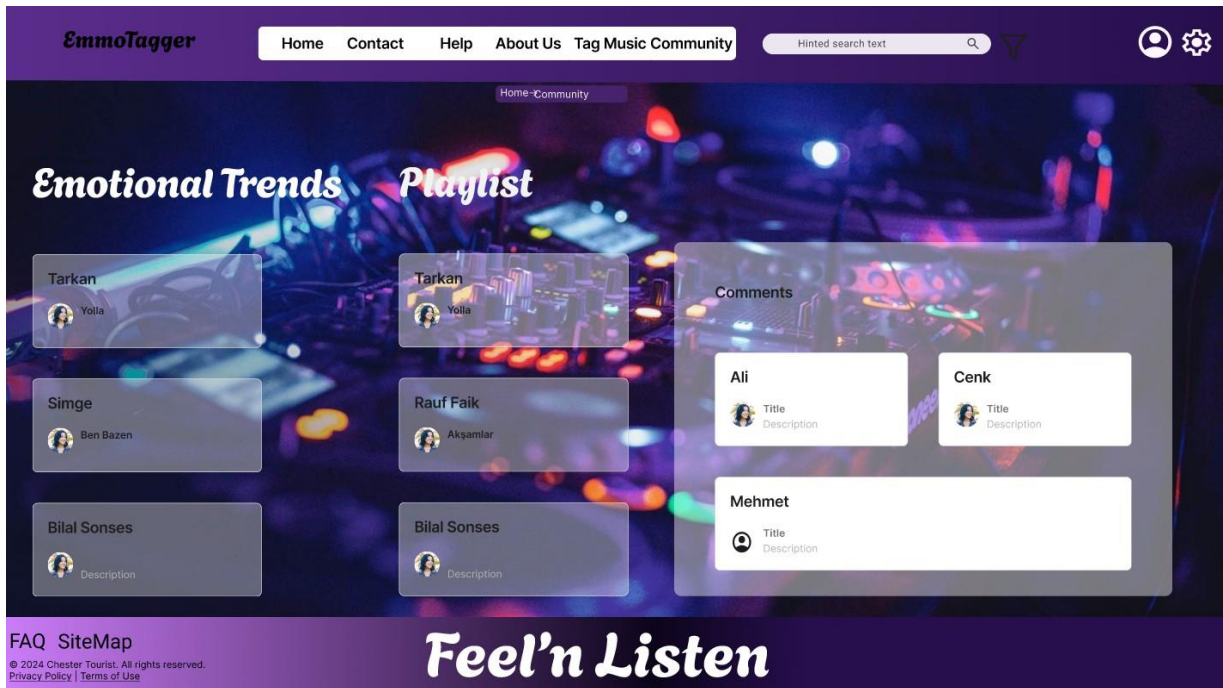 EmmoTagger
Home Contact Help About Us Tag Music Community
Hinted search text
Home→Community
Emotional Trends
Playlist
Tarkan
Yolla
Simge
Ben Bazen
Bilal Sonses
Description
Tarkan
Yolla
Rauf Faik
Akşamlar
Bilal Sonses
Description
Comments
Ali
Title
Description
Cenk
Title
Description
Mehmet
Title
Description
FAQ SiteMap
© 2024 Chester Tourist. All rights reserved.
Privacy Policy | Terms of Use
Feel'n Listen